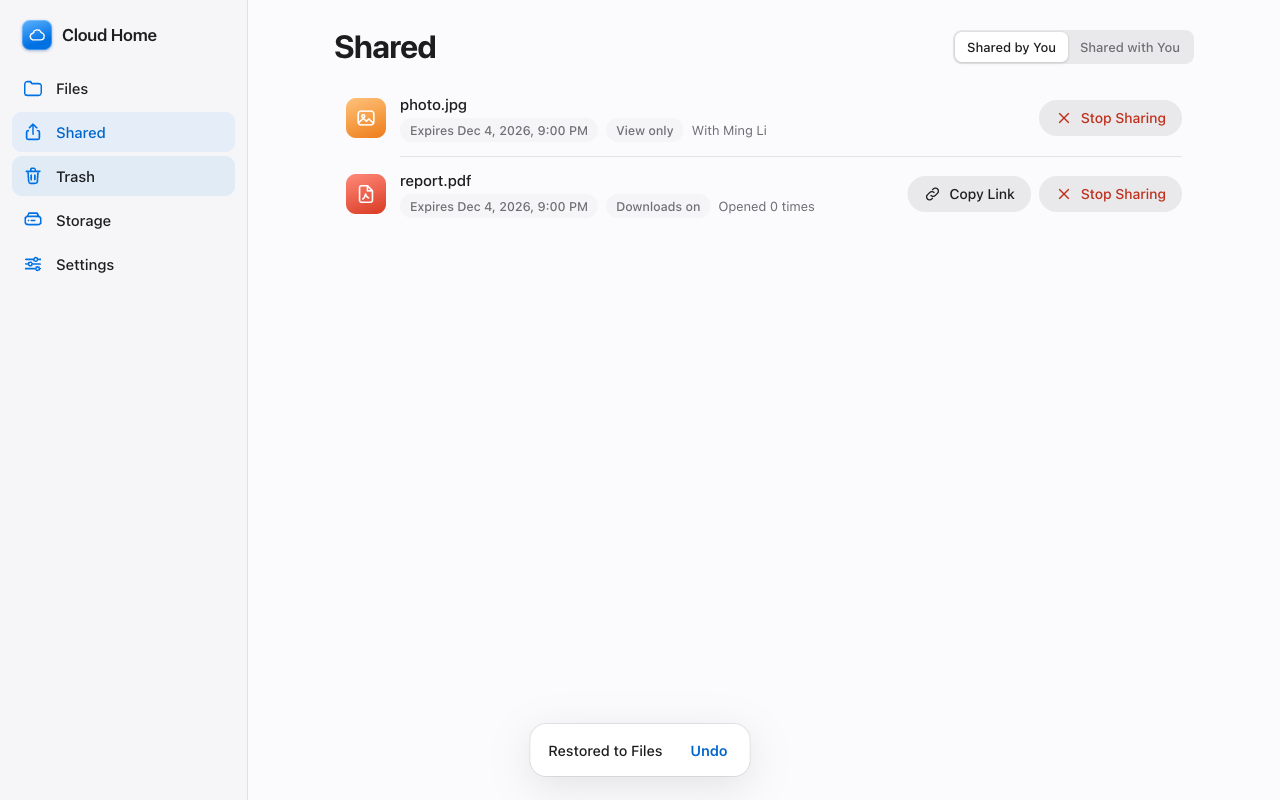 Cloud Home
Files
Shared
Trash
Storage
Settings
Shared
Shared by You
Shared with You
photo.jpg
Expires Dec 4, 2026, 9:00 PM
View only
With Ming Li
Stop Sharing
report.pdf
Expires Dec 4, 2026, 9:00 PM
Downloads on
Opened 0 times
Copy Link
Stop Sharing
Restored to Files
Undo